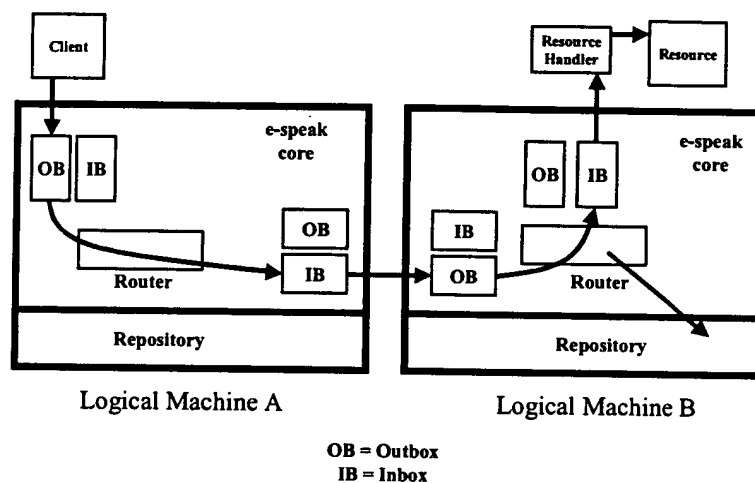 Client
e-speak
core
OB
IB
OB
IB
Router
Repository
Logical Machine A
Resource
Handler
Resource
e-speak
core
OB
IB
IB
OB
Router
Repository
Logical Machine B
OB = Outbox
IB = Inbox